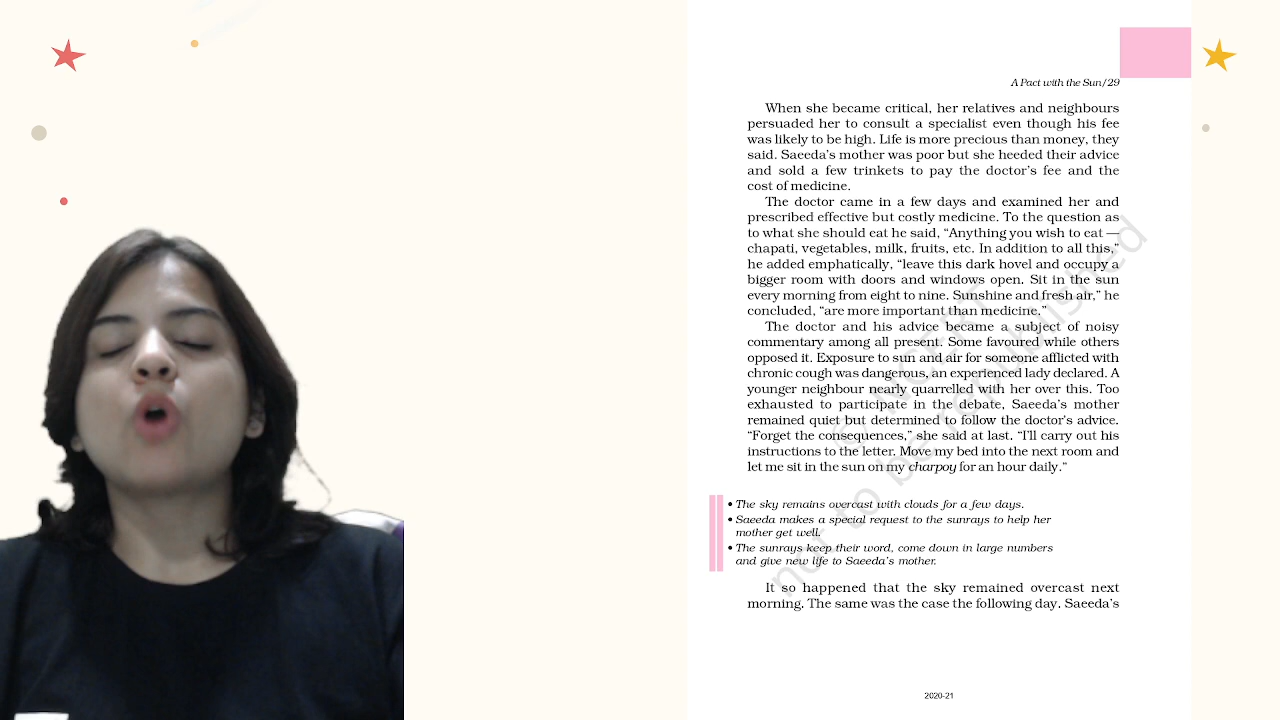 A Pact with the Sun/29
When she became critical, her relatives and neighbours
persuaded her to consult a specialist even though his fee
was likely to be high. Life is more precious than money, they
said. Saeeda's mother was poor but she heeded their advice
and sold a few trinkets to pay the doctor's fee and the
cost of medicine.
The doctor came in a few days and examined her and
prescribed effective but costly medicine. To the question as
to what she should eat he said, “Anything you wish to eat —
chapati, vegetables, milk, fruits, etc. In addition to all this,”
he added emphatically, “leave this dark hovel and occupy a
bigger room with doors and windows open. Sit in the sun
every morning from eight to nine. Sunshine and fresh air,” he
concluded, “are more important than medicine.”
The doctor and his advice became a subject of noisy
commentary among all present. Some favoured while others
opposed it. Exposure to sun and air for someone afflicted with
chronic cough was dangerous, an experienced lady declared. A
younger neighbour nearly quarrelled with her over this. Too
exhausted to participate in the debate, Saeeda's mother
remained quiet but determined to follow the doctor's advice.
“Forget the consequences,” she said at last, “I'll carry out his
instructions to the letter. Move my bed into the next room and
let me sit in the sun on my charpoy for an hour daily.”
• The sky remains overcast with clouds for a few days.
• Saeeda makes a special request to the sunrays to help her
mother get well.
• The sunrays keep their word, come down in large numbers
and give new life to Saeeda's mother.
It so happened that the sky remained overcast next
morning. The same was the case the following day. Saeeda's
2020-21
© NCERT
not to be republished